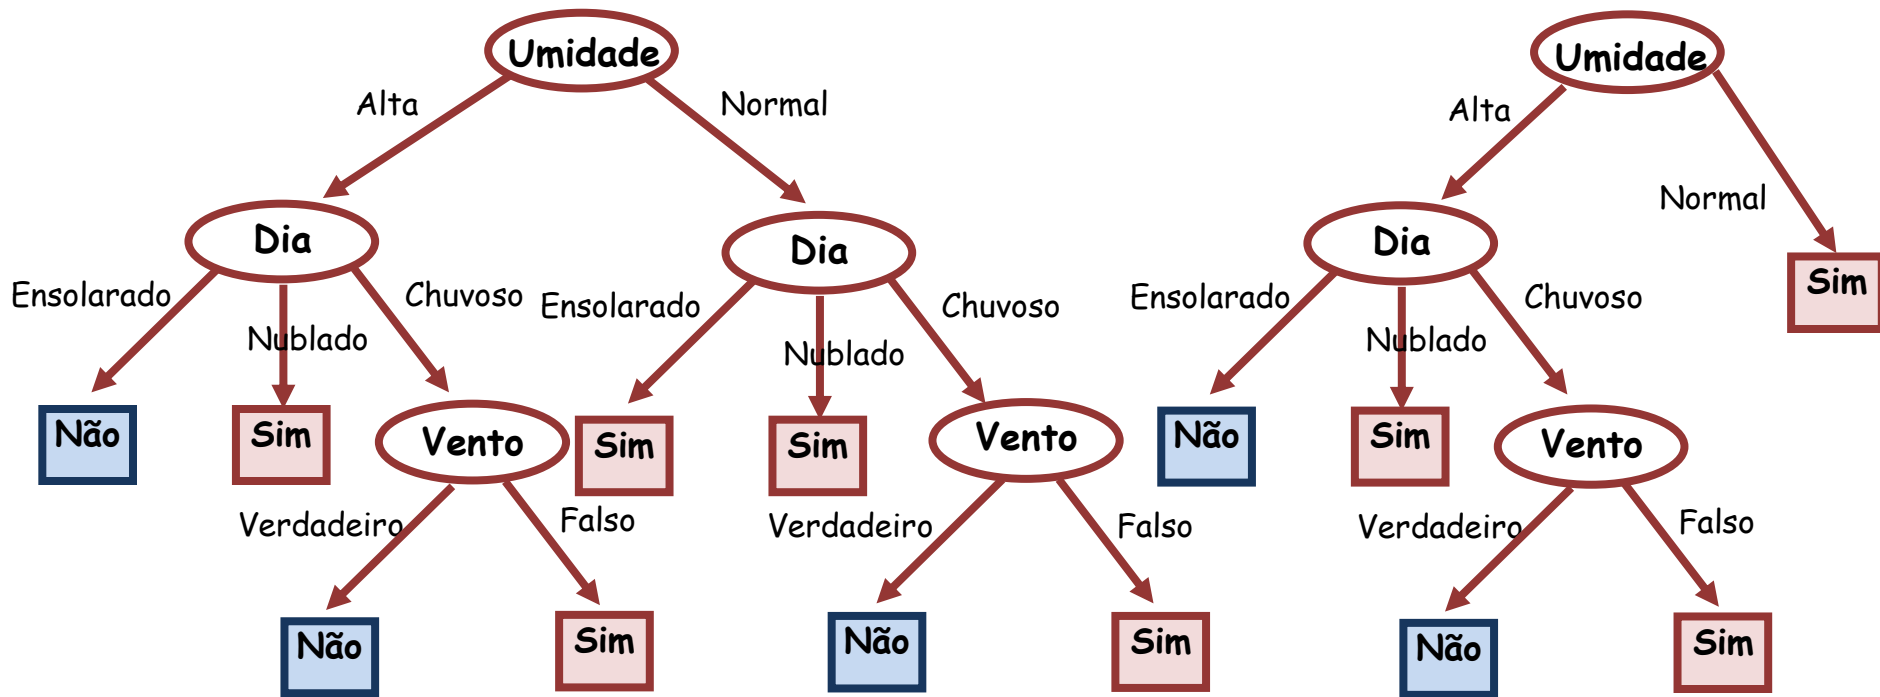 Umidade
Umidade
Alta
Normal
Alta
Normal
Dia
Dia
Dia
Sim
Ensolarado
Chuvoso
Ensolarado
Chuvoso
Ensolarado
Chuvoso
Nublado
Nublado
Nublado
Não
Sim
Vento
Sim
Sim
Vento
Não
Sim
Vento
Verdadeiro
Falso
Verdadeiro
Falso
Verdadeiro
Falso
Não
Sim
Não
Sim
Não
Sim